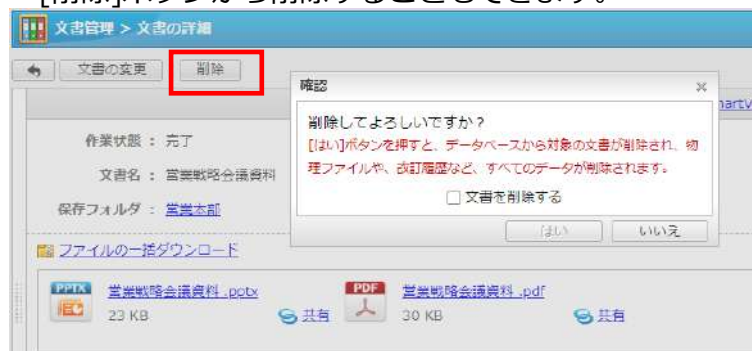 [削除]ボタンから削除することもできます。
文書管理 > 文書の詳細
文書の変更 削除
確認
削除してよろしいですか?
[はい]ボタンを押すと、データベースから対象の文書が削除され、物
理ファイルや、改訂履歴など、すべてのデータが削除されます。
文書を削除する
はい いいえ
作業状態 : 完了
文書名 : 営業戦略会議資料
保存フォルダ : 営業本部
ファイルの一括ダウンロード
PPTX 営業戦略会議資料 .pptx
23 KB 共有
PDF 営業戦略会議資料 .pdf
30 KB 共有